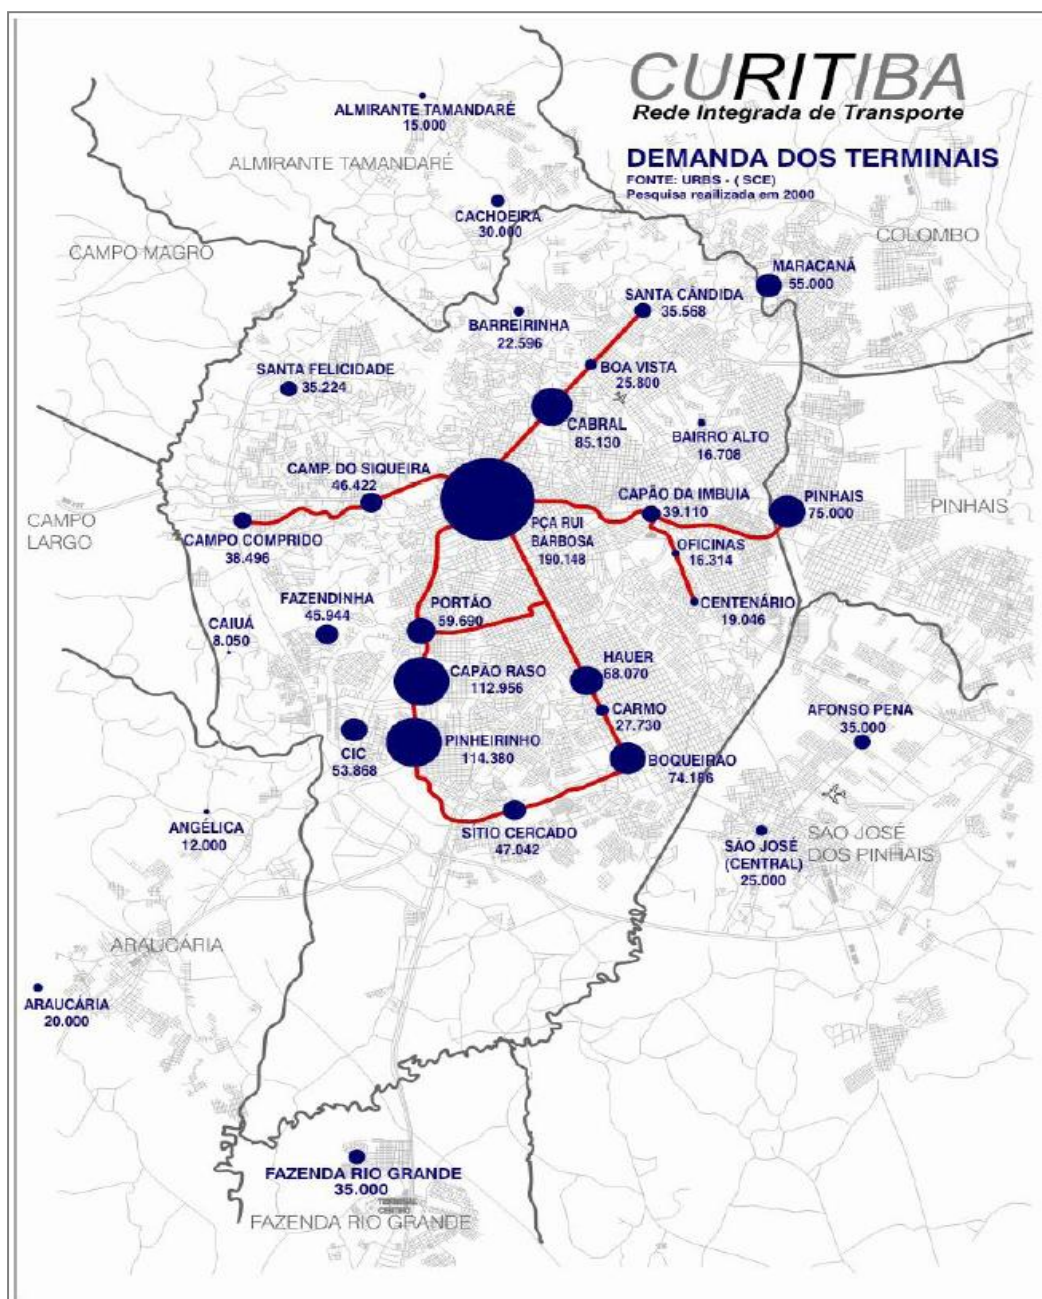 CURITIBA
Rede Integrada de Transporte
DEMANDA DOS TERMINAIS
FONTE: URBS - ( SCE)
Pesquisa reailizada em 2000
ALMIRANTE TAMANDARÉ
15.000
ALMIRANTE TAMANDARÉ
CACHOEIRA
30.000
CAMPO MAGRO
COLOMBO
MARACANÃ
55.000
SANTA CÂNDIDA
35.568
BARREIRINHA
22.596
SANTA FELICIDADE
35.224
BOA VISTA
25.800
CABRAL
85.130
BAIRRO ALTO
16.708
CAMP. DO SIQUEIRA
46.422
CAPÃO DA IMBUIA
39.110
PINHAIS
75.000
PINHAIS
CAMPO
LARGO
PÇA RUI
BARBOSA
190.148
CAMPO COMPRIDO
38.496
OFICINAS
16.314
FAZENDINHA
45.944
PORTÃO
59.690
CENTENÁRIO
19.046
CAIUÁ
8.050
HAUER
68.070
CAPÃO RASO
112.956
CARMO
27.730
AFONSO PENA
35.000
CIC
53.868
PINHEIRINHO
114.380
BOQUEIRÃO
74.186
ANGÉLICA
12.000
SÍTIO CERCADO
47.042
SÃO JOSÉ
(CENTRAL)
25.000
SÃO JOSÉ
DOS PINHAIS
ARAUCÁRIA
ARAUCÁRIA
20.000
FAZENDA RIO GRANDE
35.000
TERMINAL
CENTRO
FAZENDA RIO GRANDE